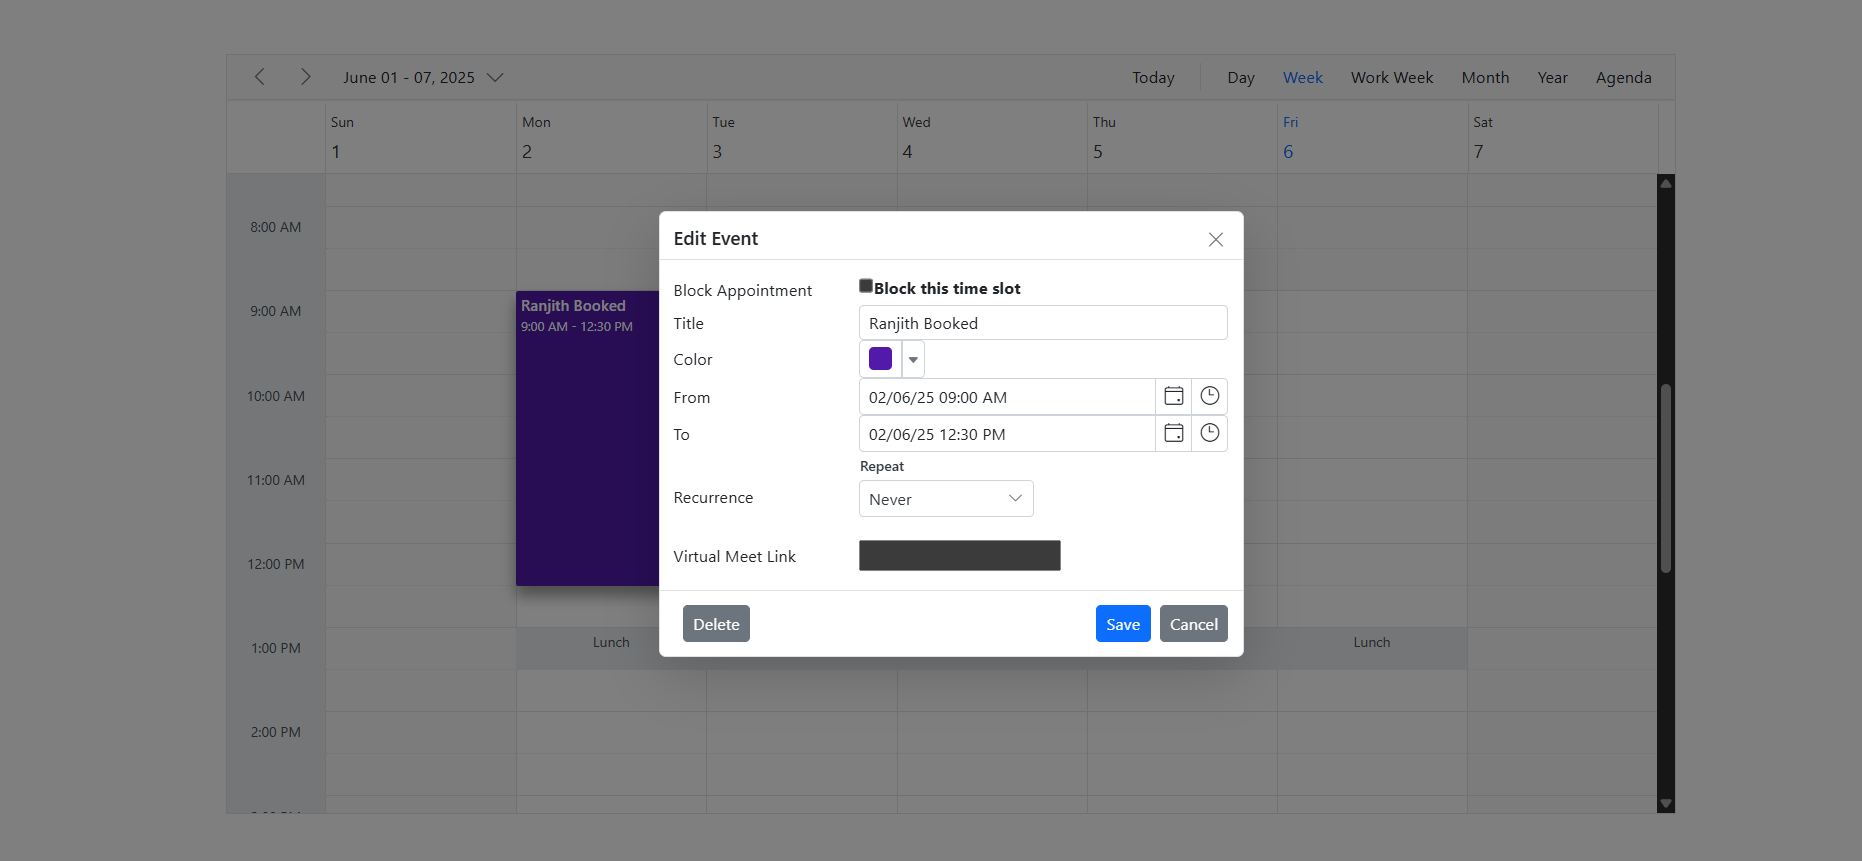 June 01 - 07, 2025 Today Day Week Work Week Month Year Agenda
Sun Mon Tue Wed Thu Fri Sat
1 2 3 4 5 6 7
8:00 AM
9:00 AM
10:00 AM
11:00 AM
12:00 PM
1:00 PM
2:00 PM
Ranjith Booked
9:00 AM - 12:30 PM
Lunch Lunch
Edit Event
Block Appointment Block this time slot
Title Ranjith Booked
Color
From 02/06/25 09:00 AM
To 02/06/25 12:30 PM
Repeat
Recurrence Never
Virtual Meet Link
Delete Save Cancel